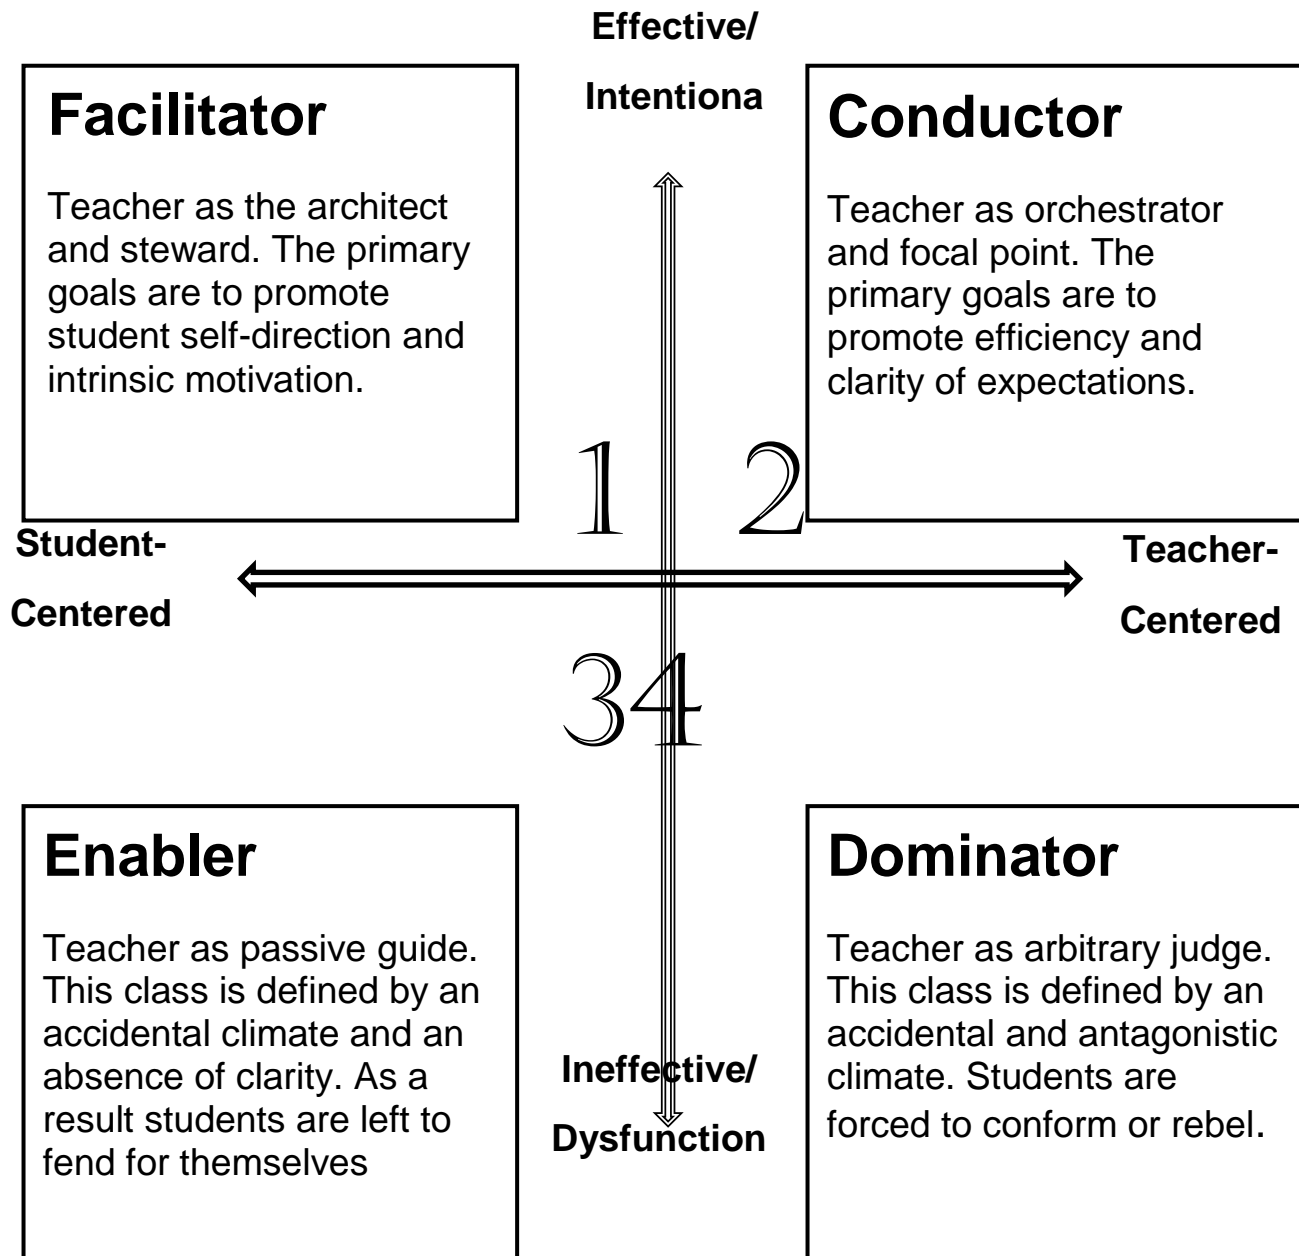 Effective/
Intentiona
Facilitator
Teacher as the architect
and steward. The primary
goals are to promote
student self-direction and
intrinsic motivation.
Conductor
Teacher as orchestrator
and focal point. The
primary goals are to
promote efficiency and
clarity of expectations.
1
2
Student-
Centered
Teacher-
Centered
3
4
Enabler
Teacher as passive guide.
This class is defined by an
accidental climate and an
absence of clarity. As a
result students are left to
fend for themselves
Ineffective/
Dysfunction
Dominator
Teacher as arbitrary judge.
This class is defined by an
accidental and antagonistic
climate. Students are
forced to conform or rebel.